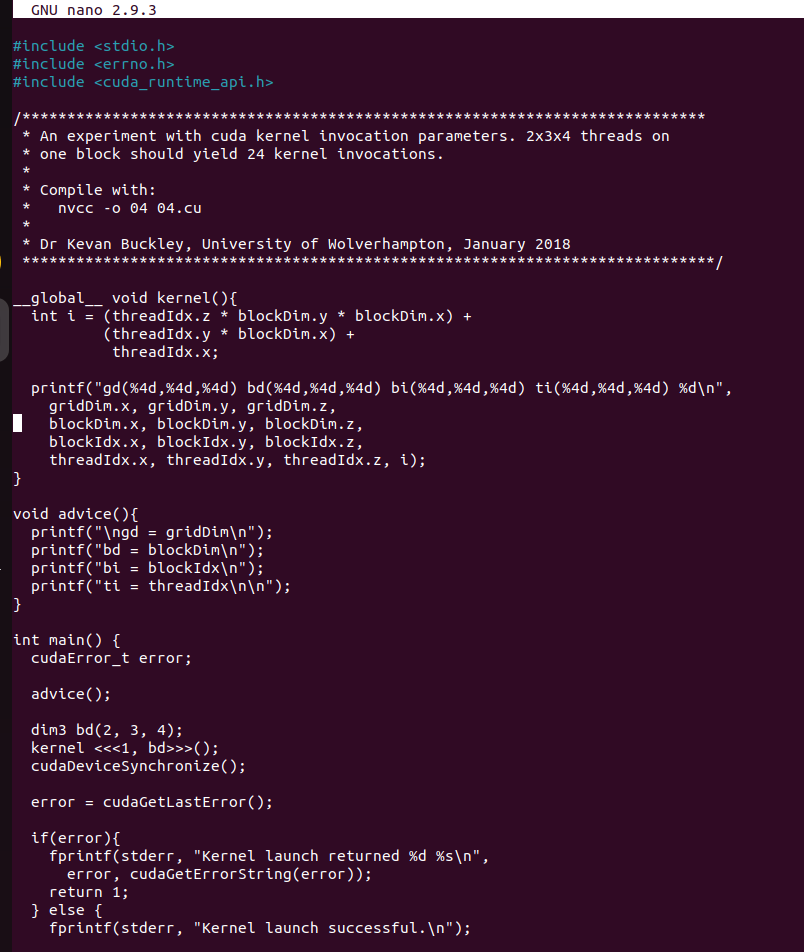 GNU nano 2.9.3
#include <stdio.h>
#include <errno.h>
#include <cuda_runtime_api.h>
/****************************************************************************
 * An experiment with cuda kernel invocation parameters. 2x3x4 threads on
 * one block should yield 24 kernel invocations.
 *
 * Compile with:
 *   nvcc -o 04 04.cu
 *
 * Dr Kevan Buckley, University of Wolverhampton, January 2018
 *****************************************************************************/
__global__ void kernel(){
  int i = (threadIdx.z * blockDim.y * blockDim.x) +
          (threadIdx.y * blockDim.x) +
           threadIdx.x;
  printf("gd(%4d,%4d,%4d) bd(%4d,%4d,%4d) bi(%4d,%4d,%4d) ti(%4d,%4d,%4d) %d\n",
    gridDim.x, gridDim.y, gridDim.z,
    blockDim.x, blockDim.y, blockDim.z,
    blockIdx.x, blockIdx.y, blockIdx.z,
    threadIdx.x, threadIdx.y, threadIdx.z, i);
}
void advice(){
  printf("\ngd = gridDim\n");
  printf("bd = blockDim\n");
  printf("bi = blockIdx\n");
  printf("ti = threadIdx\n\n");
}
int main() {
  cudaError_t error;
  advice();
  dim3 bd(2, 3, 4);
  kernel <<<1, bd>>>();
  cudaDeviceSynchronize();
  error = cudaGetLastError();
  if(error){
    fprintf(stderr, "Kernel launch returned %d %s\n",
      error, cudaGetErrorString(error));
    return 1;
  } else {
    fprintf(stderr, "Kernel launch successful.\n");